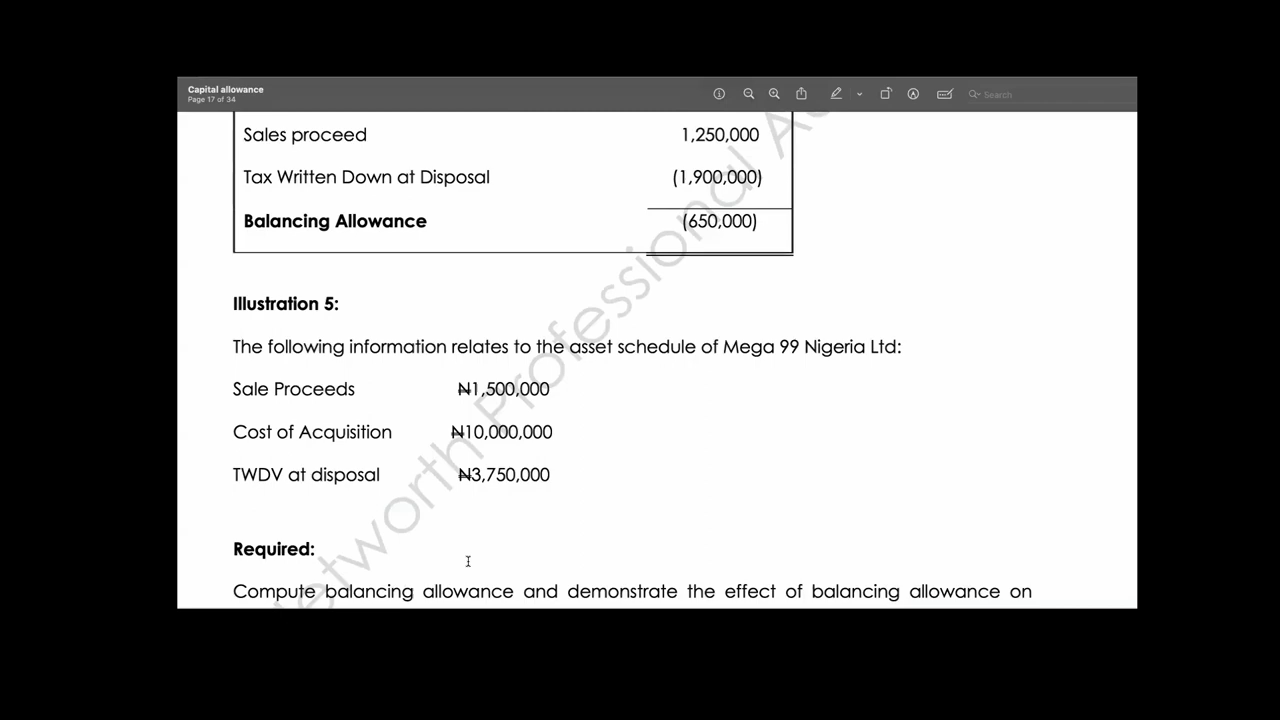 Capital allowance
Page 17 of 34
Search
Sales proceed 1,250,000
Tax Written Down at Disposal (1,900,000)
Balancing Allowance (650,000)
Illustration 5:
The following information relates to the asset schedule of Mega 99 Nigeria Ltd:
Sale Proceeds ₦1,500,000
Cost of Acquisition ₦10,000,000
TWDV at disposal ₦3,750,000
Required:
Compute balancing allowance and demonstrate the effect of balancing allowance on
Networth Professional